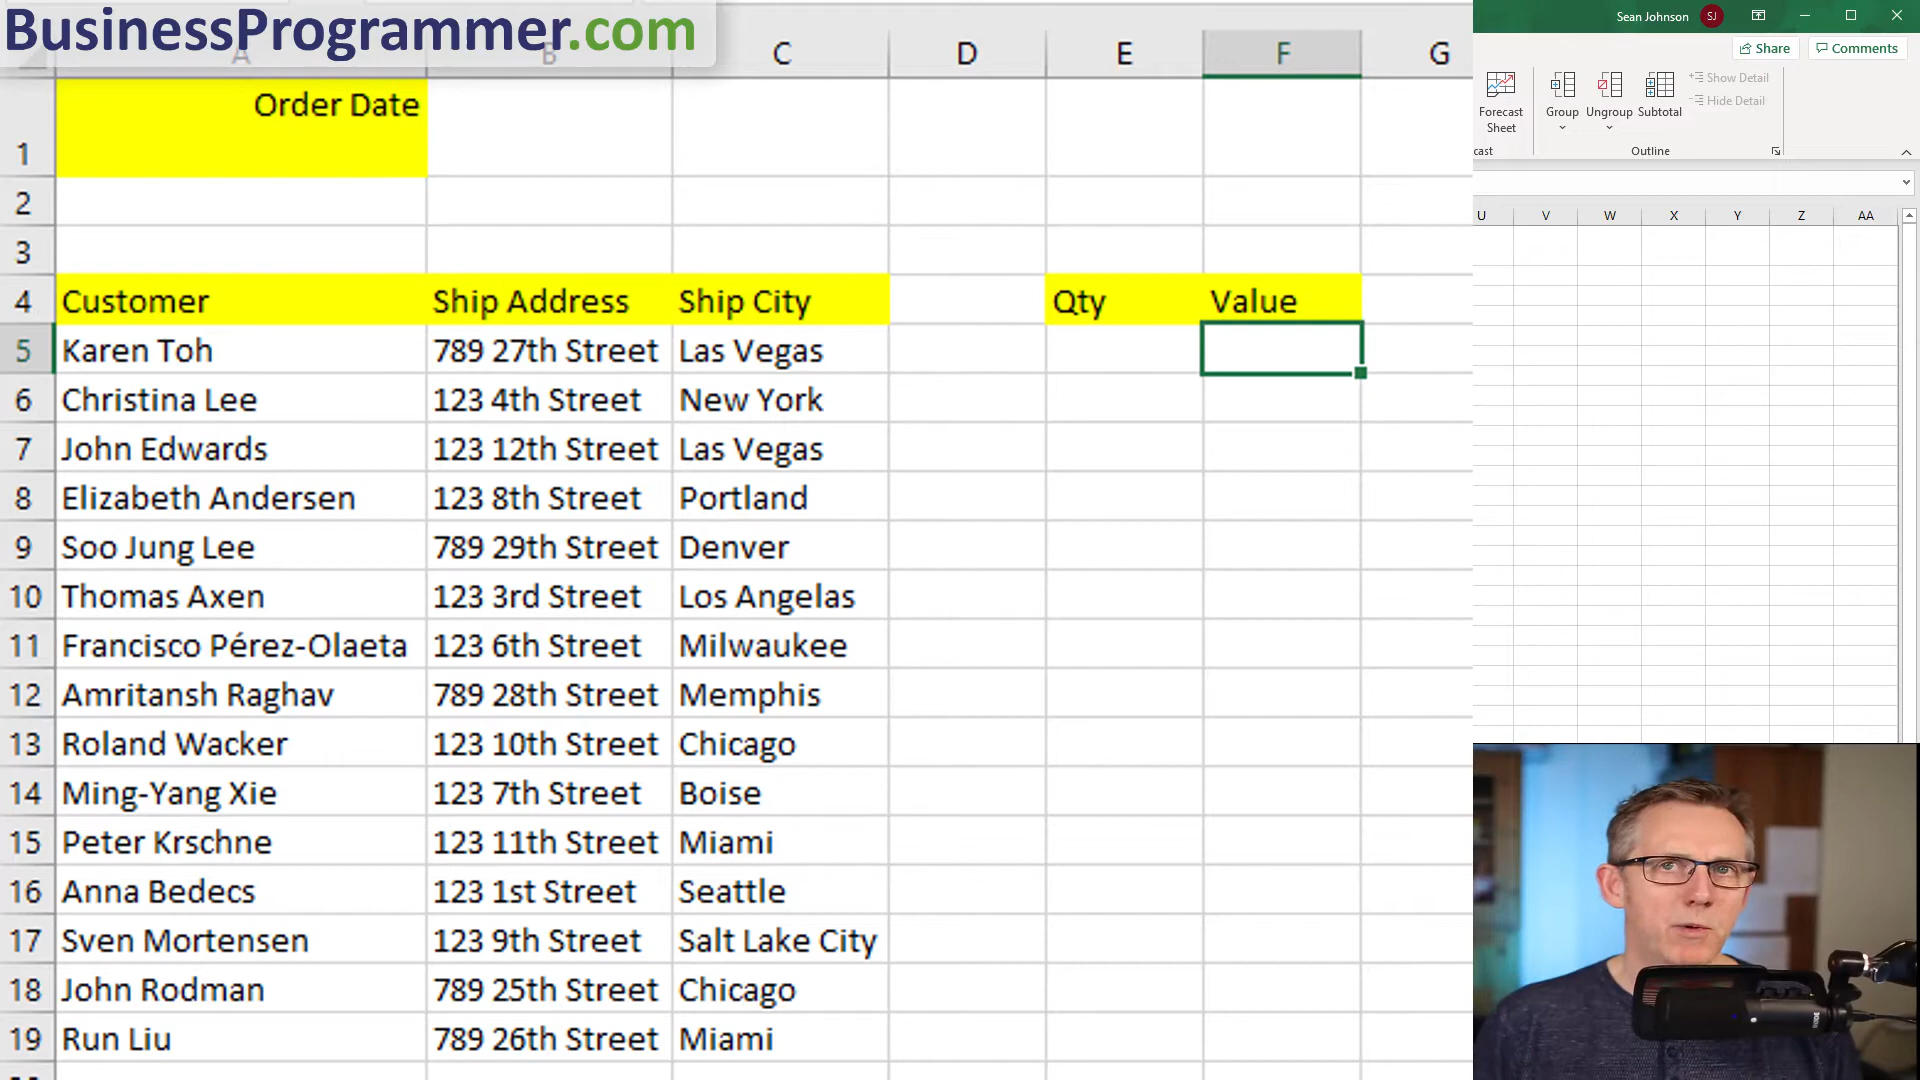 BusinessProgrammer.com
Sean Johnson SJ
Share Comments
Forecast Sheet
Group Ungroup Subtotal
Show Detail
Hide Detail
cast Outline
A B C D E F G
U V W X Y Z AA
1 Order Date
2
3
4 Customer Ship Address Ship City Qty Value
5 Karen Toh 789 27th Street Las Vegas
6 Christina Lee 123 4th Street New York
7 John Edwards 123 12th Street Las Vegas
8 Elizabeth Andersen 123 8th Street Portland
9 Soo Jung Lee 789 29th Street Denver
10 Thomas Axen 123 3rd Street Los Angelas
11 Francisco Pérez-Olaeta 123 6th Street Milwaukee
12 Amritansh Raghav 789 28th Street Memphis
13 Roland Wacker 123 10th Street Chicago
14 Ming-Yang Xie 123 7th Street Boise
15 Peter Krschne 123 11th Street Miami
16 Anna Bedecs 123 1st Street Seattle
17 Sven Mortensen 123 9th Street Salt Lake City
18 John Rodman 789 25th Street Chicago
19 Run Liu 789 26th Street Miami